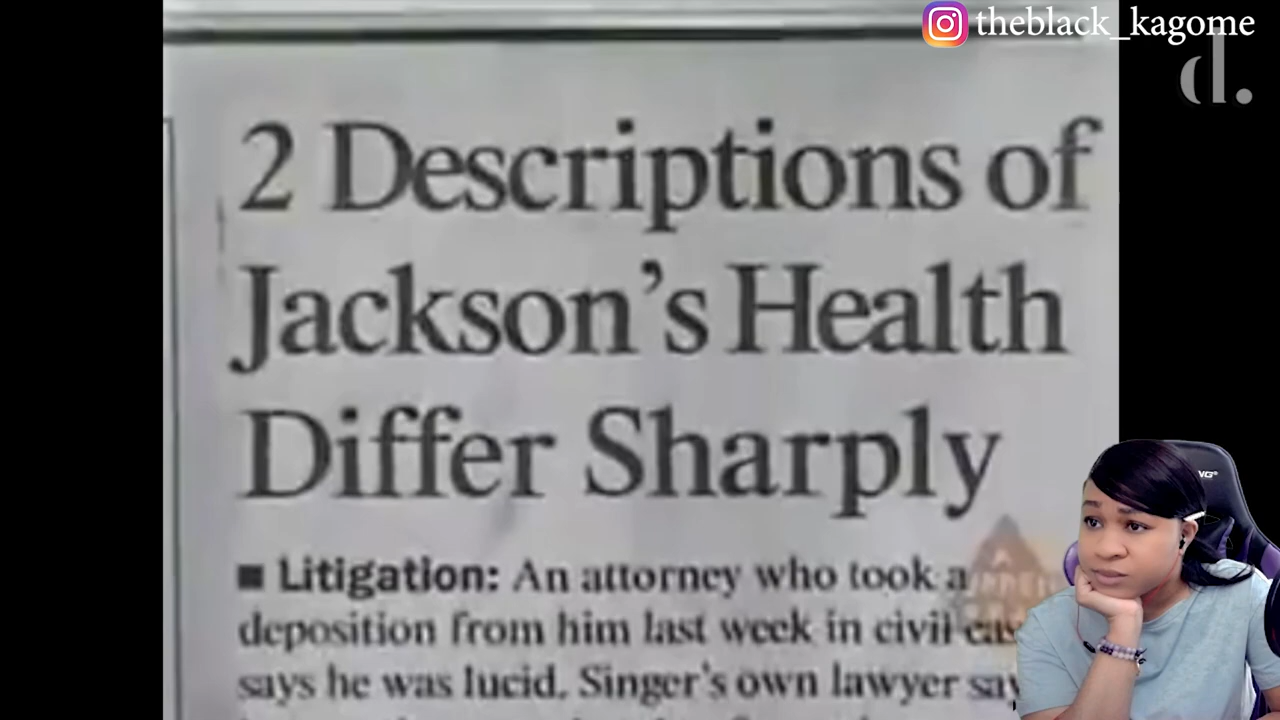 theblack_kagome
d.
2 Descriptions of
Jackson's Health
Differ Sharply
■ Litigation: An attorney who took a
deposition from him last week in civil
says he was lucid. Singer's own lawyer